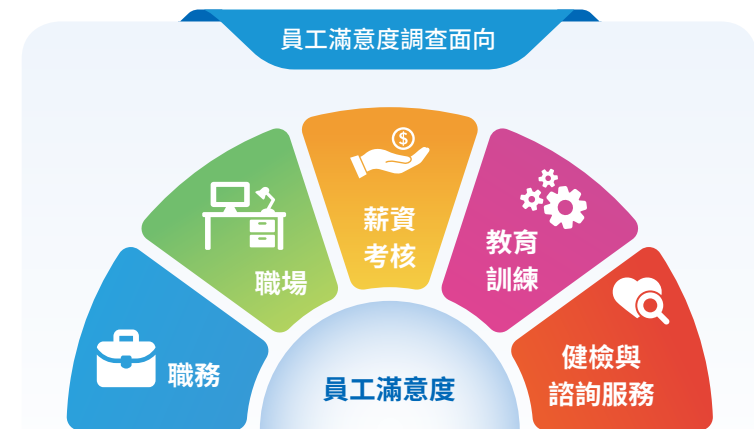 員工滿意度調查面向
職務
職場
薪資
考核
$
教育
訓練
健檢與
諮詢服務
員工滿意度